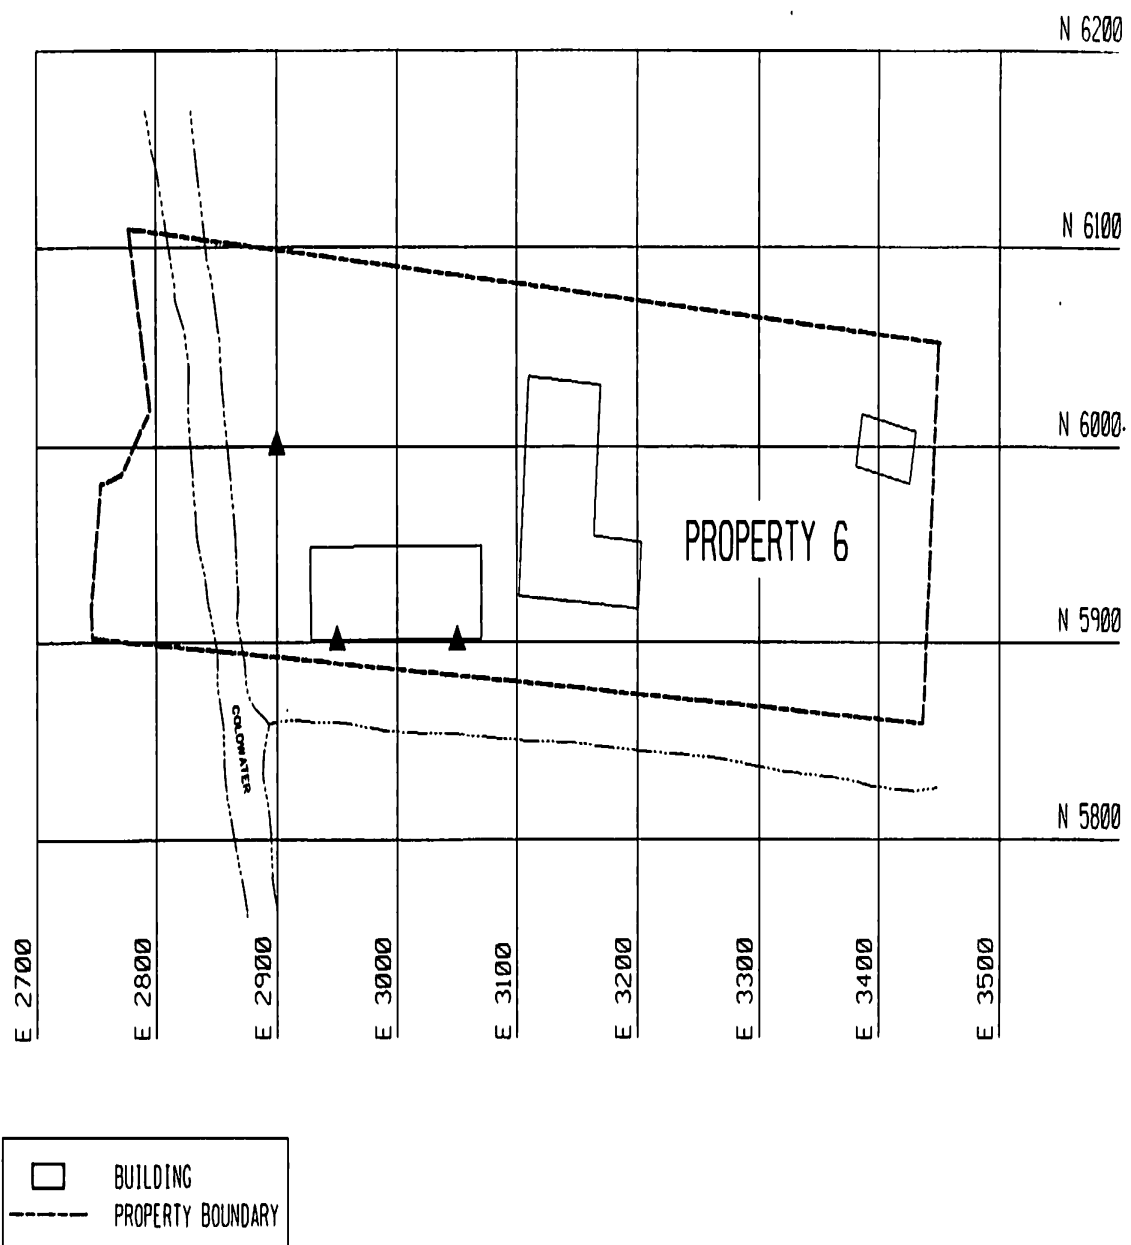 N 6200
N 6100
N 6000
PROPERTY 6
N 5900
COLDWATER
N 5800
E 2700
E 2800
E 2900
E 3000
E 3100
E 3200
E 3300
E 3400
E 3500
BUILDING
PROPERTY BOUNDARY